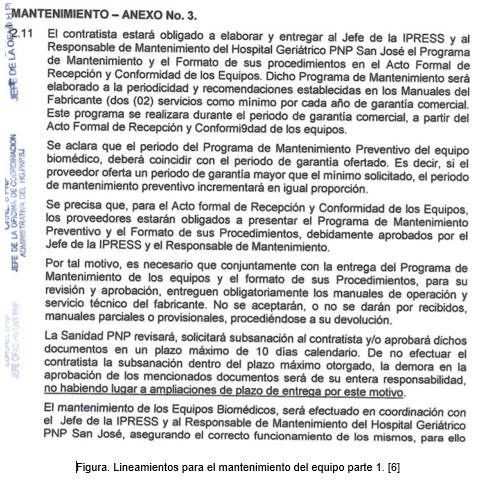 MANTENIMIENTO – ANEXO No. 3.
2.11 El contratista estará obligado a elaborar y entregar al Jefe de la IPRESS y al
Responsable de Mantenimiento del Hospital Geriátrico PNP San José el Programa
de Mantenimiento y el Formato de sus procedimientos en el Acto Formal de
Recepción y Conformidad de los Equipos. Dicho Programa de Mantenimiento será
elaborado a la periodicidad y recomendaciones establecidas en los Manuales del
Fabricante (dos (02) servicios como mínimo por cada año de garantía comercial.
Este programa se realizara durante el periodo de garantía comercial, a partir del
Acto Formal de Recepción y Conformi9dad de los equipos.
Se aclara que el periodo del Programa de Mantenimiento Preventivo del equipo
biomédico, deberá coincidir con el periodo de garantía ofertado. Es decir, si el
proveedor oferta un periodo de garantía mayor que el mínimo solicitado, el periodo
de mantenimiento preventivo incrementará en igual proporción.
Se precisa que, para el Acto formal de Recepción y Conformidad de los Equipos,
los proveedores estarán obligados a presentar el Programa de Mantenimiento
Preventivo y el Formato de sus Procedimientos, debidamente aprobados por el
Jefe de la IPRESS y el Responsable de Mantenimiento.
Por tal motivo, es necesario que conjuntamente con la entrega del Programa de
Mantenimiento de los equipos y el formato de sus Procedimientos, para su
revisión y aprobación, entreguen obligatoriamente los manuales de operación y
servicio técnico del fabricante. No se aceptarán, o no se darán por recibidos,
manuales parciales o provisionales, procediéndose a su devolución.
La Sanidad PNP revisará, solicitará subsanación al contratista y/o aprobará dichos
documentos en un plazo máximo de 10 días calendario. De no efectuar el
contratista la subsanación dentro del plazo máximo otorgado, la demora en la
aprobación de los mencionados documentos será de su entera responsabilidad,
no habiendo lugar a ampliaciones de plazo de entrega por este motivo.
El mantenimiento de los Equipos Biomédicos, será efectuado en coordinación con
el Jefe de la IPRESS y al Responsable de Mantenimiento del Hospital Geriátrico
PNP San José, asegurando el correcto funcionamiento de los mismos, para ello
JEFE DE LA OFICINA DE COORDINACION
ADMINISTRATIVA DEL HG.PNP.SJ
Figura. Lineamientos para el mantenimiento del equipo parte 1. [6]